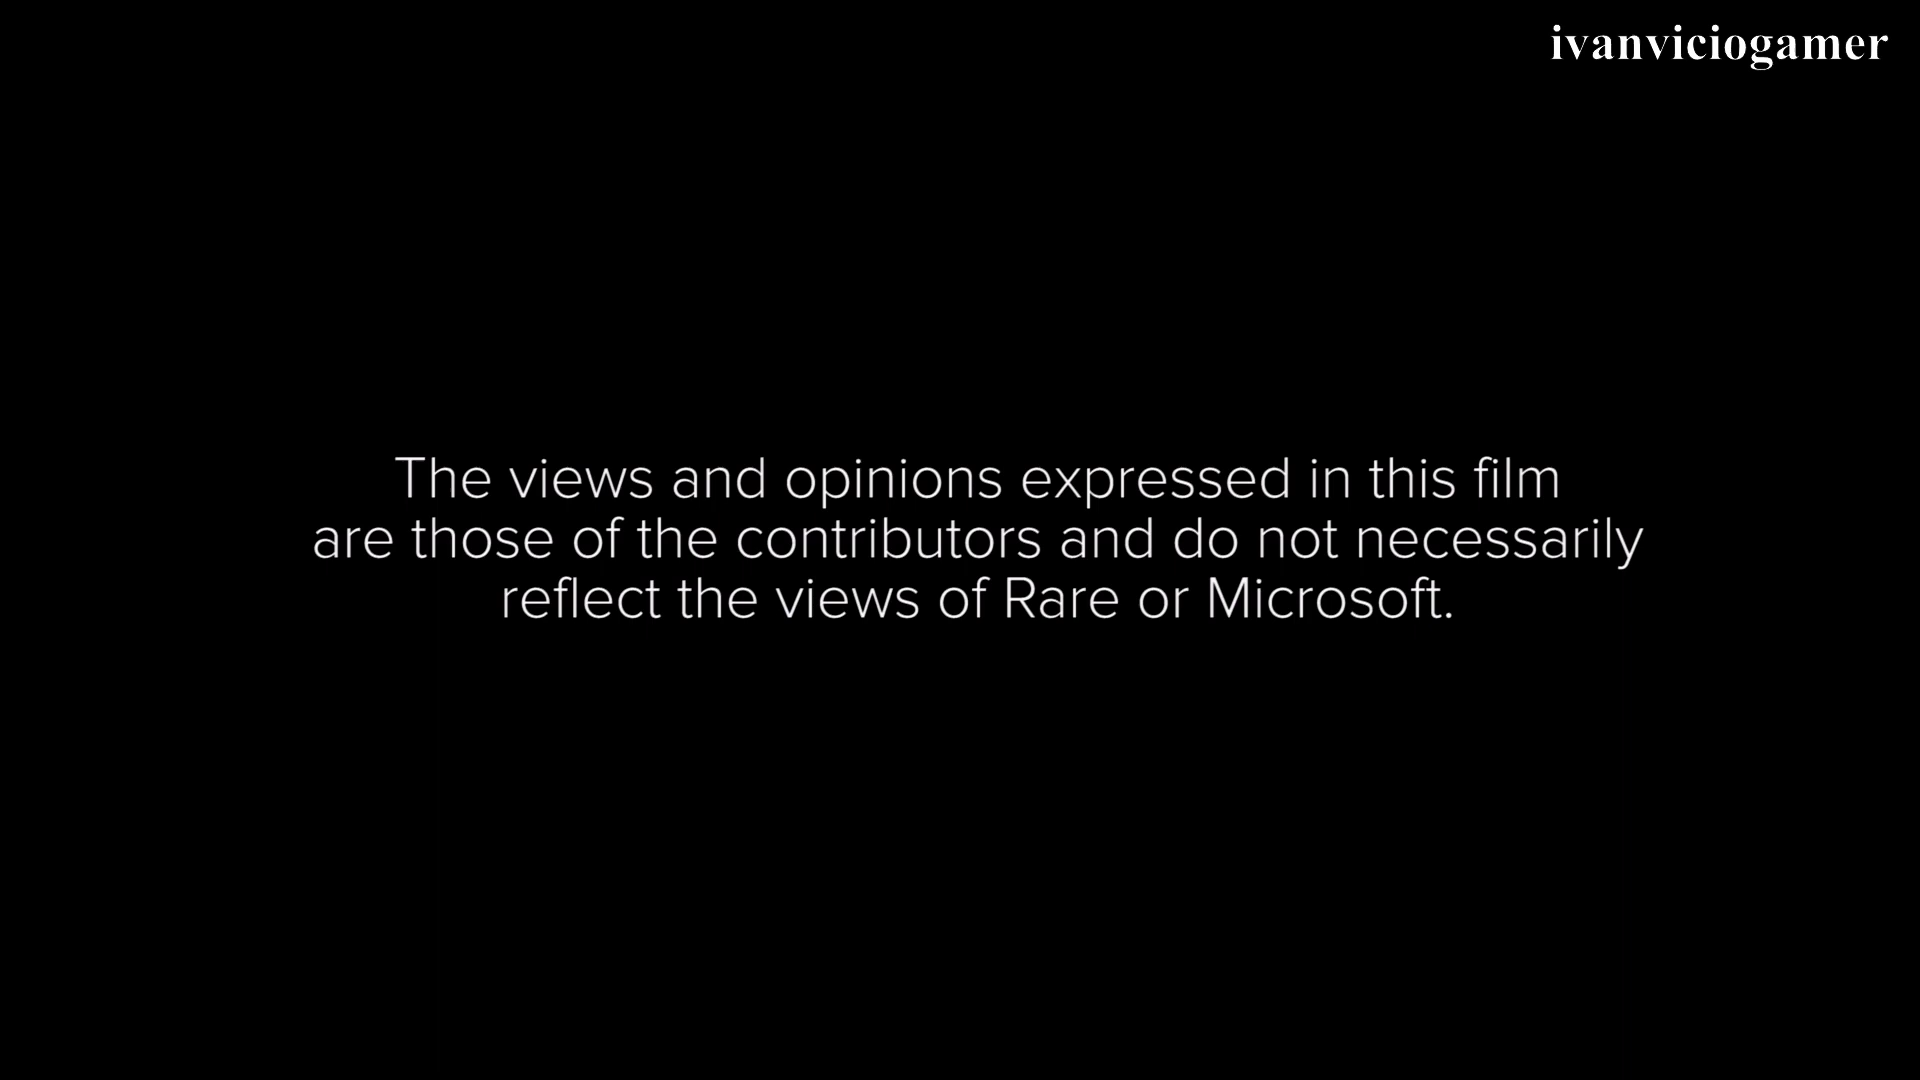 ivanviciogamer
The views and opinions expressed in this film
are those of the contributors and do not necessarily
reflect the views of Rare or Microsoft.